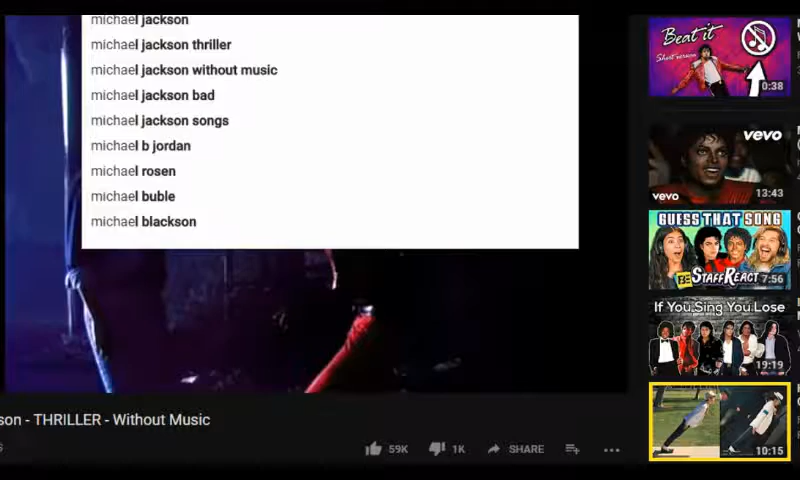 michael jackson
michael jackson thriller
michael jackson without music
michael jackson bad
michael jackson songs
michael b jordan
michael rosen
michael buble
michael blackson
son - THRILLER - Without Music
59K
1K
SHARE
Beat it
Short version
0:38
vevo
vevo
13:43
GUESS THAT SONG
STAFF REACT
7:56
If You Sing You Lose
19:19
10:15